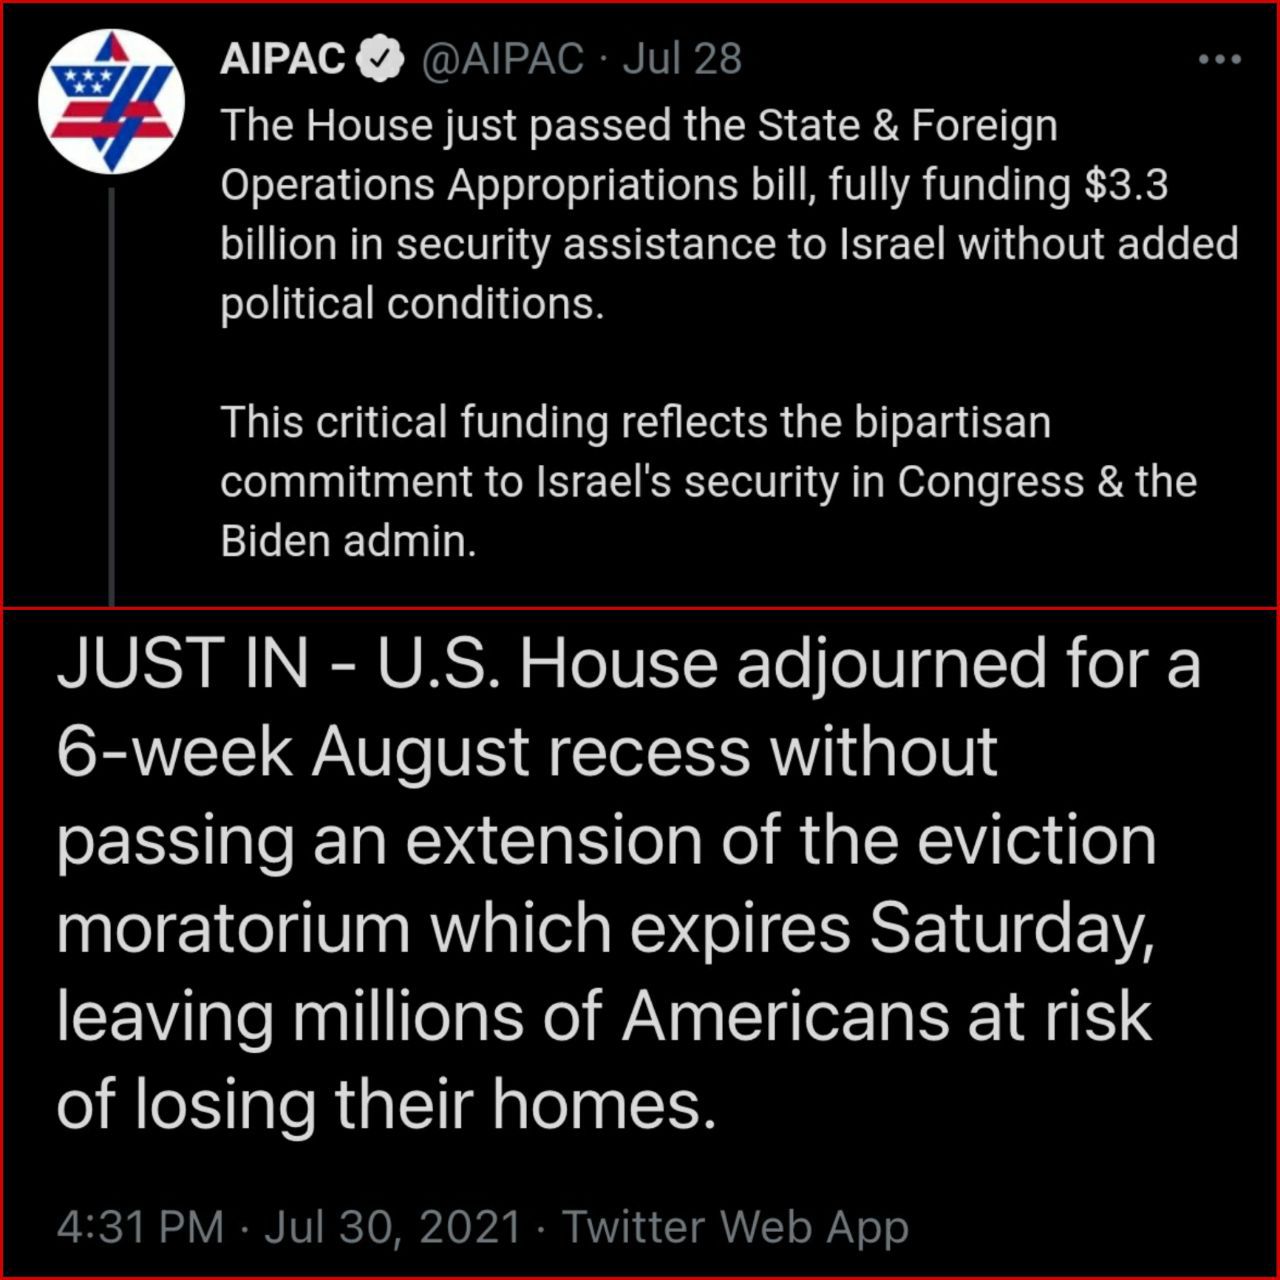 AIPAC @AIPAC · Jul 28
The House just passed the State & Foreign
Operations Appropriations bill, fully funding $3.3
billion in security assistance to Israel without added
political conditions.
This critical funding reflects the bipartisan
commitment to Israel's security in Congress & the
Biden admin.
JUST IN - U.S. House adjourned for a
6-week August recess without
passing an extension of the eviction
moratorium which expires Saturday,
leaving millions of Americans at risk
of losing their homes.
4:31 PM · Jul 30, 2021 · Twitter Web App